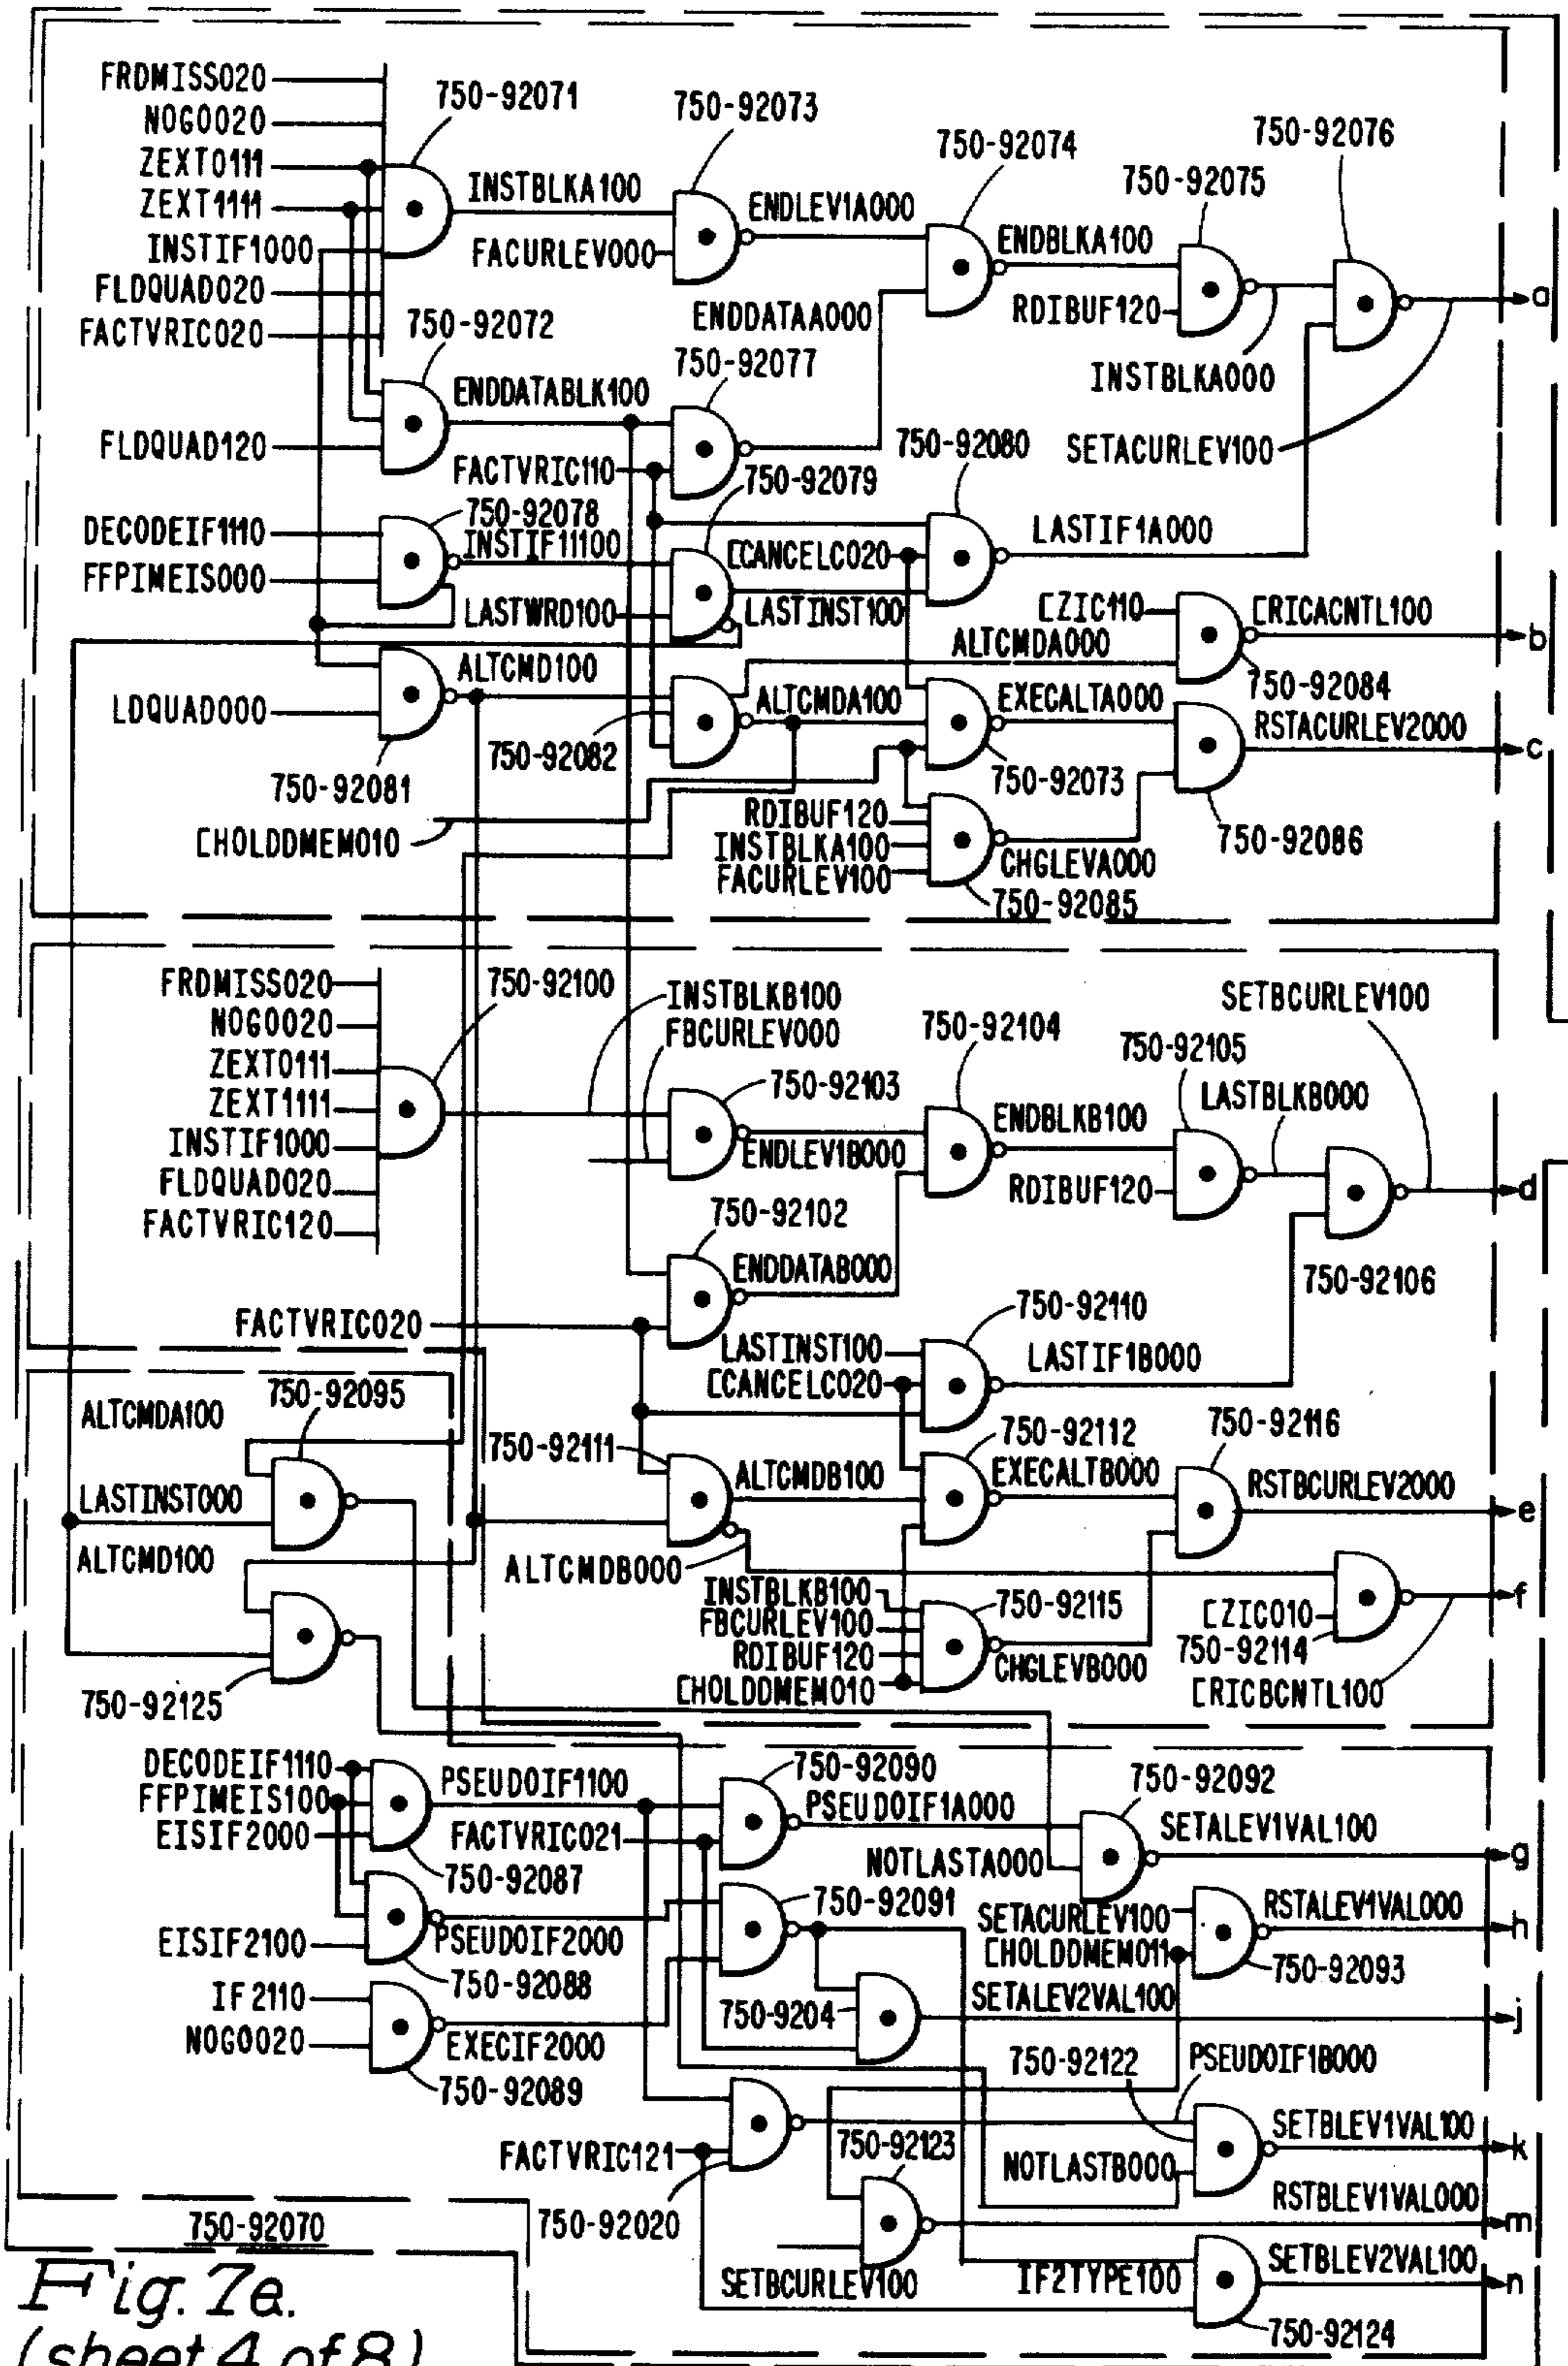 FRDMISS020
NOGO020
ZEXT0111
ZEXT1111
INSTIF1000
FLDQUAD020
FACTVRIC020
750-92071
INSTBLKA100
750-92073
FACURLEV000
ENDLEV1A000
750-92074
ENDBLKA100
750-92075
RDIBUF120
750-92076
a
INSTBLKA000
SETACURLEV100
750-92072
ENDDATAA000
750-92077
ENDDATABLK100
FLDQUAD120
FACTVRIC110
750-92079
750-92080
DECODEIF1110
750-92078
INSTIF11100
FFPIMEIS000
[CANCELC020
LASTIF1A000
LASTWRD100
LASTINST100
[ZIC110
[RICACNTL100
b
ALTCMDA000
750-92084
ALTCMD100
LDQUAD000
ALTCMDA100
EXECALTA000
RSTACURLEV2000
c
750-92082
750-92073
750-92081
[HOLDDMEM010
RDIBUF120
INSTBLKA100
FACURLEV100
CHGLEVA000
750-92086
750-92085
FRDMISS020
NOGO020
ZEXT0111
ZEXT1111
INSTIF1000
FLDQUAD020
FACTVRIC120
750-92100
INSTBLKB100
FBCURLEV000
750-92103
ENDLEV1B000
750-92104
ENDBLKB100
750-92105
RDIBUF120
LASTBLKB000
SETBCURLEV100
d
750-92106
750-92102
ENDDATAB000
FACTVRIC020
750-92110
LASTINST100
[CANCELC020
LASTIF1B000
ALTCMDA100
750-92095
LASTINST000
ALTCMD100
750-92111
ALTCMDB100
750-92112
EXECALTB000
750-92116
RSTBCURLEV2000
e
ALTCMDB000
INSTBLKB100
FBCURLEV100
RDIBUF120
[HOLDDMEM010
750-92115
CHGLEVB000
f
[ZIC010
750-92114
[RICBCNTL100
750-92125
DECODEIF1110
FFPIMEIS100
EISIF2000
PSEUDOIF1100
FACTVRIC021
750-92090
PSEUDOIF1A000
750-92092
SETALEV1VAL100
g
NOTLASTA000
750-92087
750-92091
EISIF2100
PSEUDOIF2000
750-92088
SETACURLEV100
[HOLDDMEM011
RSTALEV1VAL000
h
750-92093
IF2110
NOGO020
EXECIF2000
750-92089
750-9204
SETALEV2VAL100
j
750-92122
PSEUDOIF1B000
FACTVRIC121
750-92020
750-92123
SETBLEV1VAL100
k
NOTLASTB000
RSTBLEV1VAL000
m
SETBCURLEV100
IF2TYPE100
SETBLEV2VAL100
n
750-92124
750-92070
Fig. 7e.
(sheet 4 of 8)